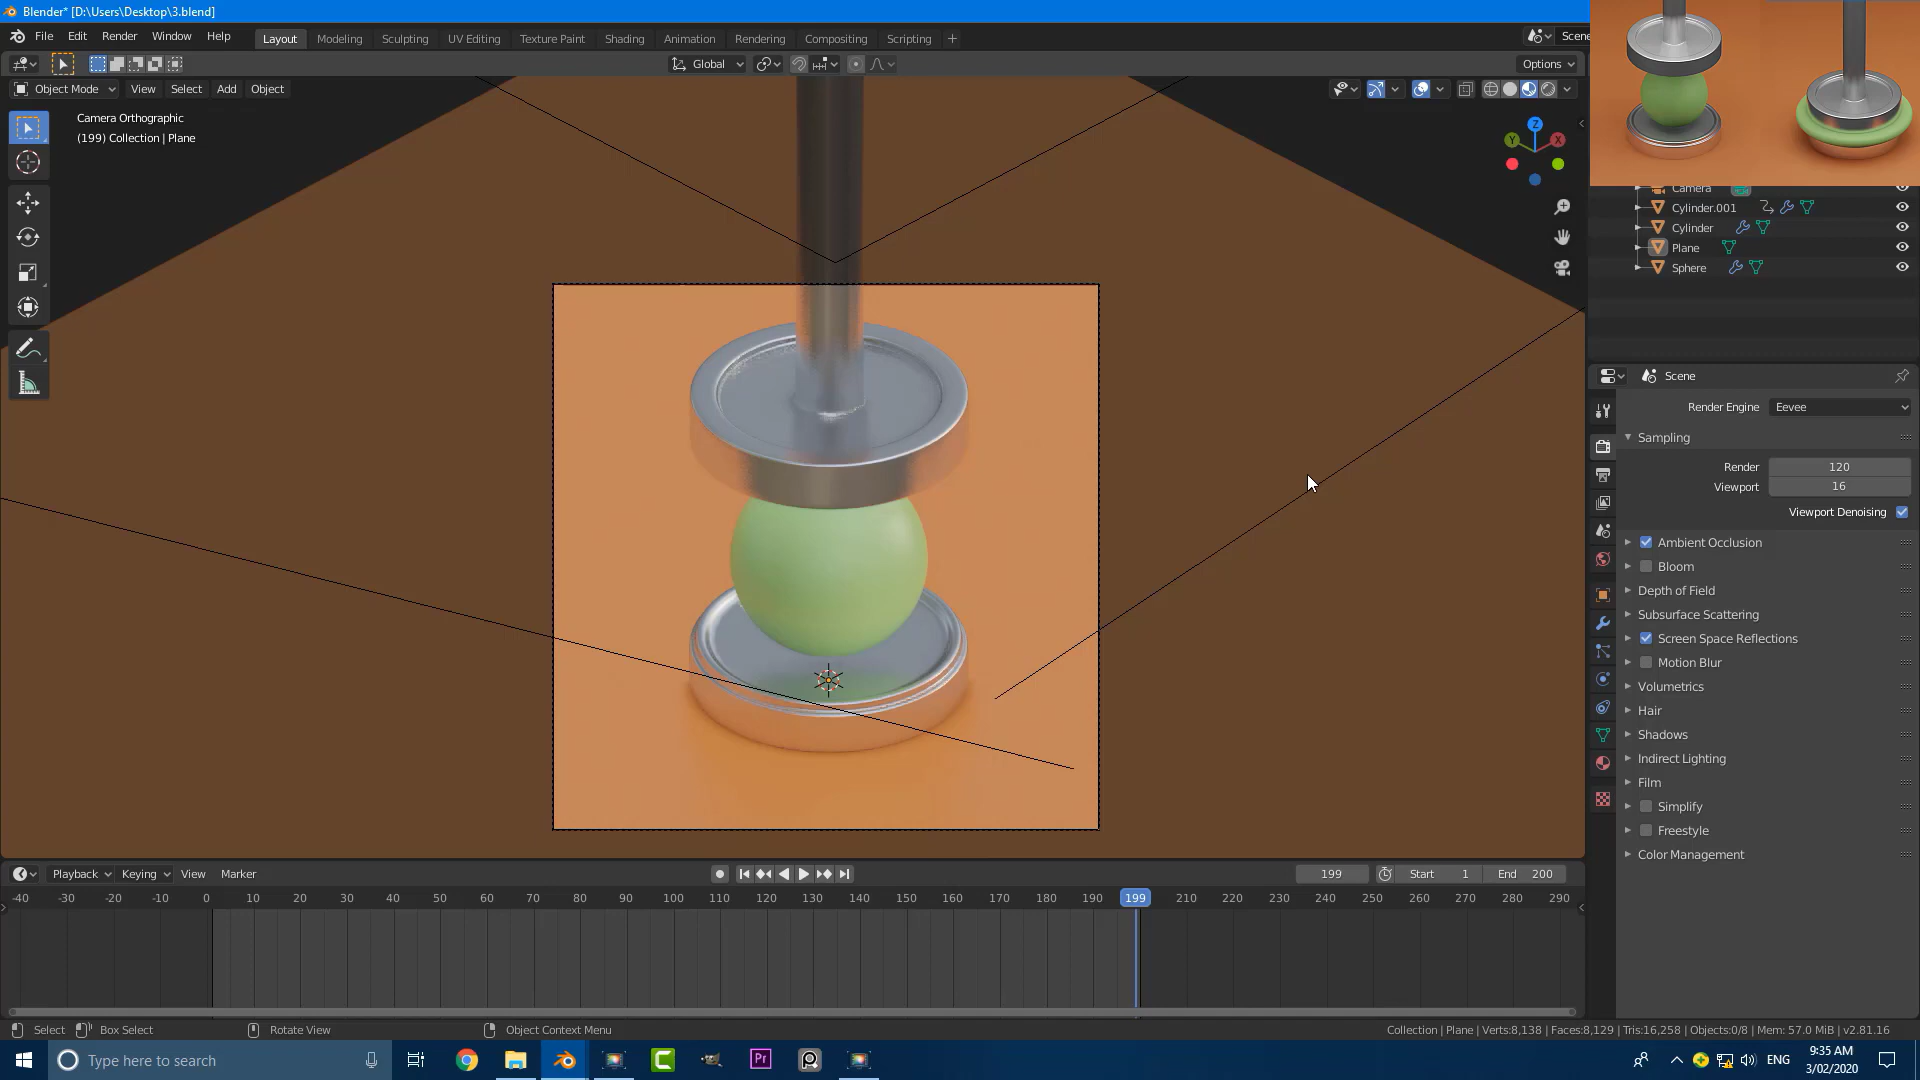 Blender* [D:\Users\Desktop\3.blend]
File Edit Render Window Help
Layout Modeling Sculpting UV Editing Texture Paint Shading Animation Rendering Compositing Scripting +
Scene
Global
Options
Object Mode View Select Add Object
Camera Orthographic
(199) Collection | Plane
Z
Y X
Camera
Cylinder.001
Cylinder
Plane
Sphere
Scene
Render Engine Eevee
Sampling
Render 120
Viewport 16
Viewport Denoising
Ambient Occlusion
Bloom
Depth of Field
Subsurface Scattering
Screen Space Reflections
Motion Blur
Volumetrics
Hair
Shadows
Indirect Lighting
Film
Simplify
Freestyle
Color Management
Playback Keying View Marker
199 Start 1 End 200
-40 -30 -20 -10 0 10 20 30 40 50 60 70 80 90 100 110 120 130 140 150 160 170 180 190 199 210 220 230 240 250 260 270 280 290
Select Box Select Rotate View Object Context Menu
Collection | Plane | Verts:8,138 | Faces:8,129 | Tris:16,258 | Objects:0/8 | Mem: 57.0 MiB | v2.81.16
Type here to search
Pr
ENG
9:35 AM
3/02/2020